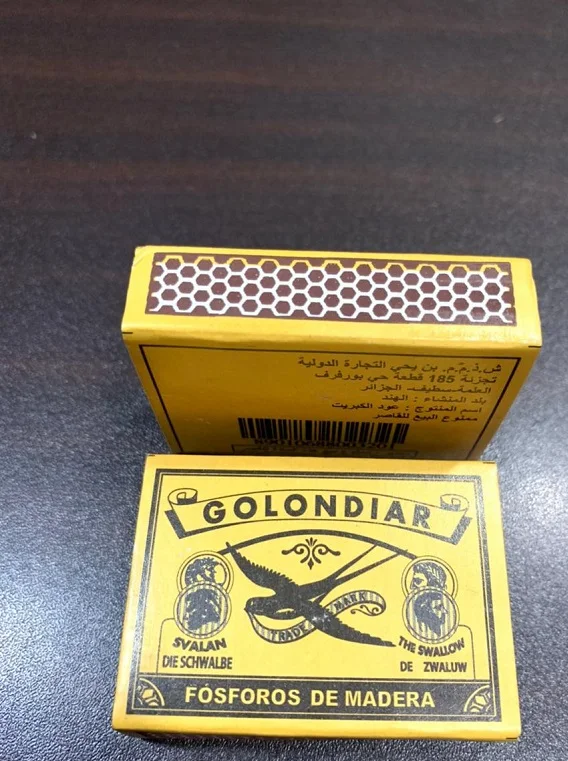 ش.ذ.م.م. بن يحي التجارة الدولية
تجزئة 185 قطعة حي بورفرف
العلمة-سطيف- الجزائر
بلد المنشاء : الهند
اسم المنتوج : عود الكبريت
ممنوع البيع للقاصر
GOLONDIAR
TRADE MARK
SVALAN
DIE SCHWALBE
THE SWALLOW
DE ZWALUW
FÓSFOROS DE MADERA